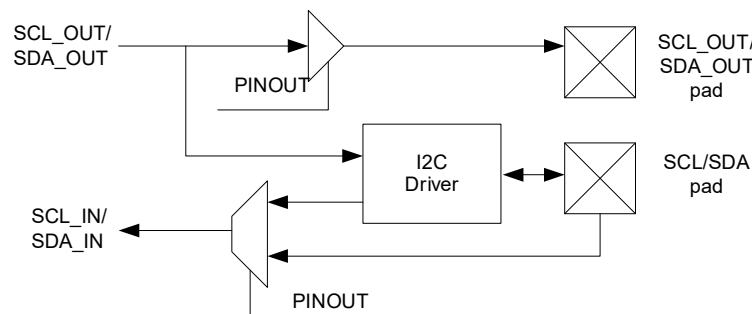 SCL_OUT/
SDA_OUT
PINOUT
SCL_OUT/
SDA_OUT
pad
I2C
Driver
SCL/SDA
pad
SCL_IN/
SDA_IN
PINOUT